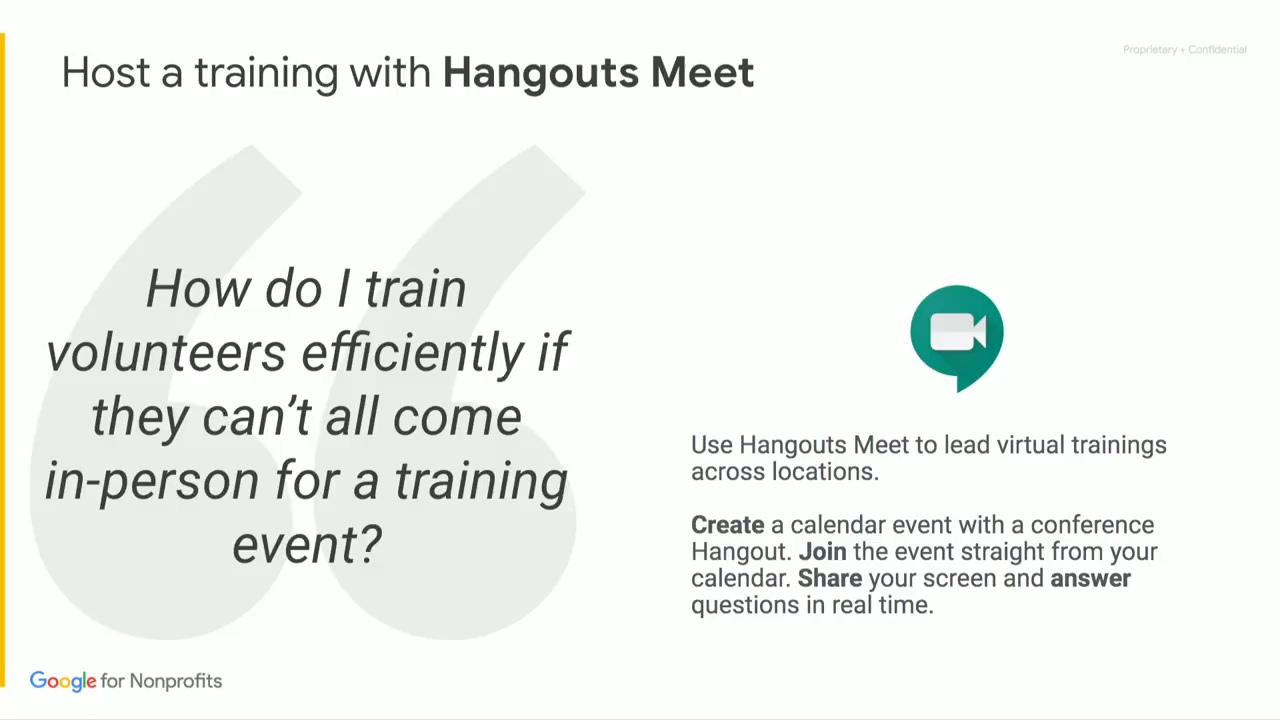 Proprietary + Confidential
Host a training with Hangouts Meet
How do I train
volunteers efficiently if
they can’t all come
in-person for a training
event?
Use Hangouts Meet to lead virtual trainings
across locations.
Create a calendar event with a conference
Hangout. Join the event straight from your
calendar. Share your screen and answer
questions in real time.
Google for Nonprofits